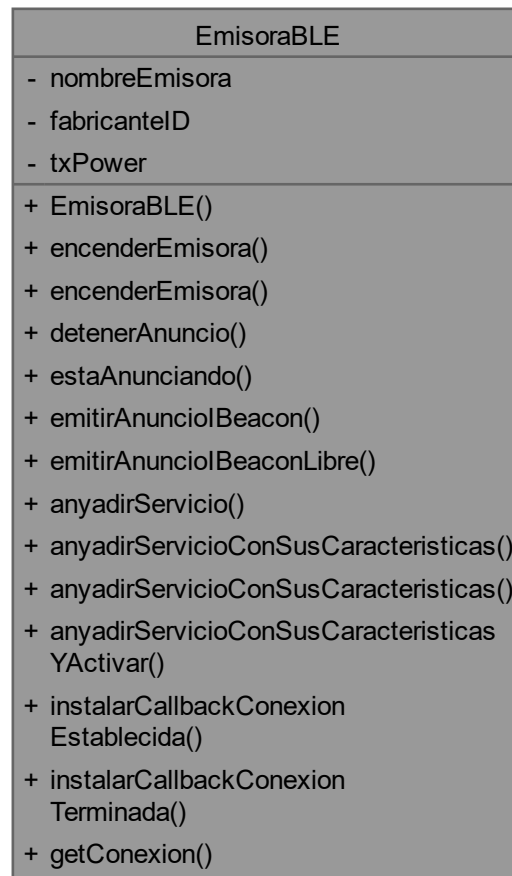 EmisoraBLE
- nombreEmisora
- fabricanteID
- txPower
+ EmisoraBLE()
+ encenderEmisora()
+ encenderEmisora()
+ detenerAnuncio()
+ estaAnunciando()
+ emitirAnuncioIBeacon()
+ emitirAnuncioIBeaconLibre()
+ anyadirServicio()
+ anyadirServicioConSusCaracteristicas()
+ anyadirServicioConSusCaracteristicas()
+ anyadirServicioConSusCaracteristicas
YActivar()
+ instalarCallbackConexion
Establecida()
+ instalarCallbackConexion
Terminada()
+ getConexion()